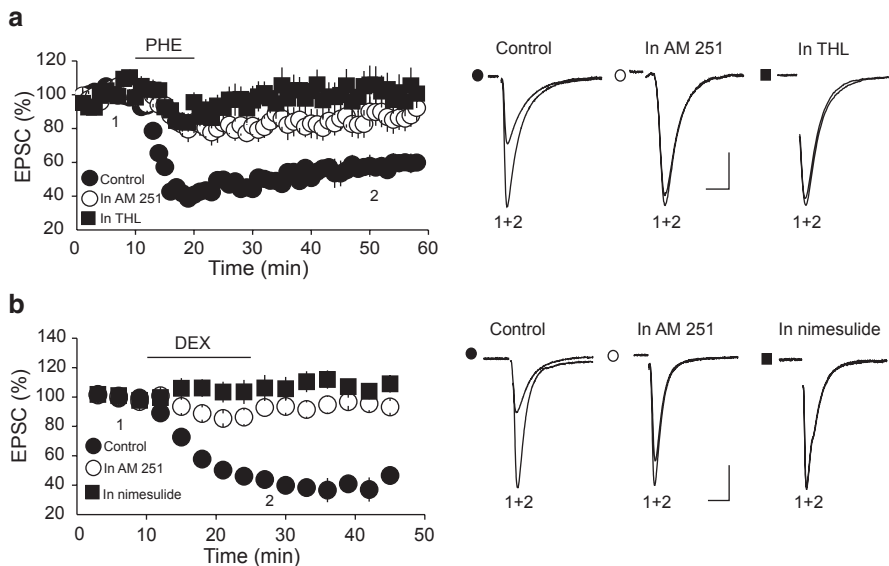 a
PHE
EPSC (%)
120
100
80
60
40
20
1
2
Control
In AM 251
In THL
0 10 20 30 40 50 60
Time (min)
Control
In AM 251
In THL
1+2
1+2
1+2
b
DEX
EPSC (%)
140
120
100
80
60
40
20
1
2
Control
In AM 251
In nimesulide
0 10 20 30 40 50
Time (min)
Control
In AM 251
In nimesulide
1+2
1+2
1+2